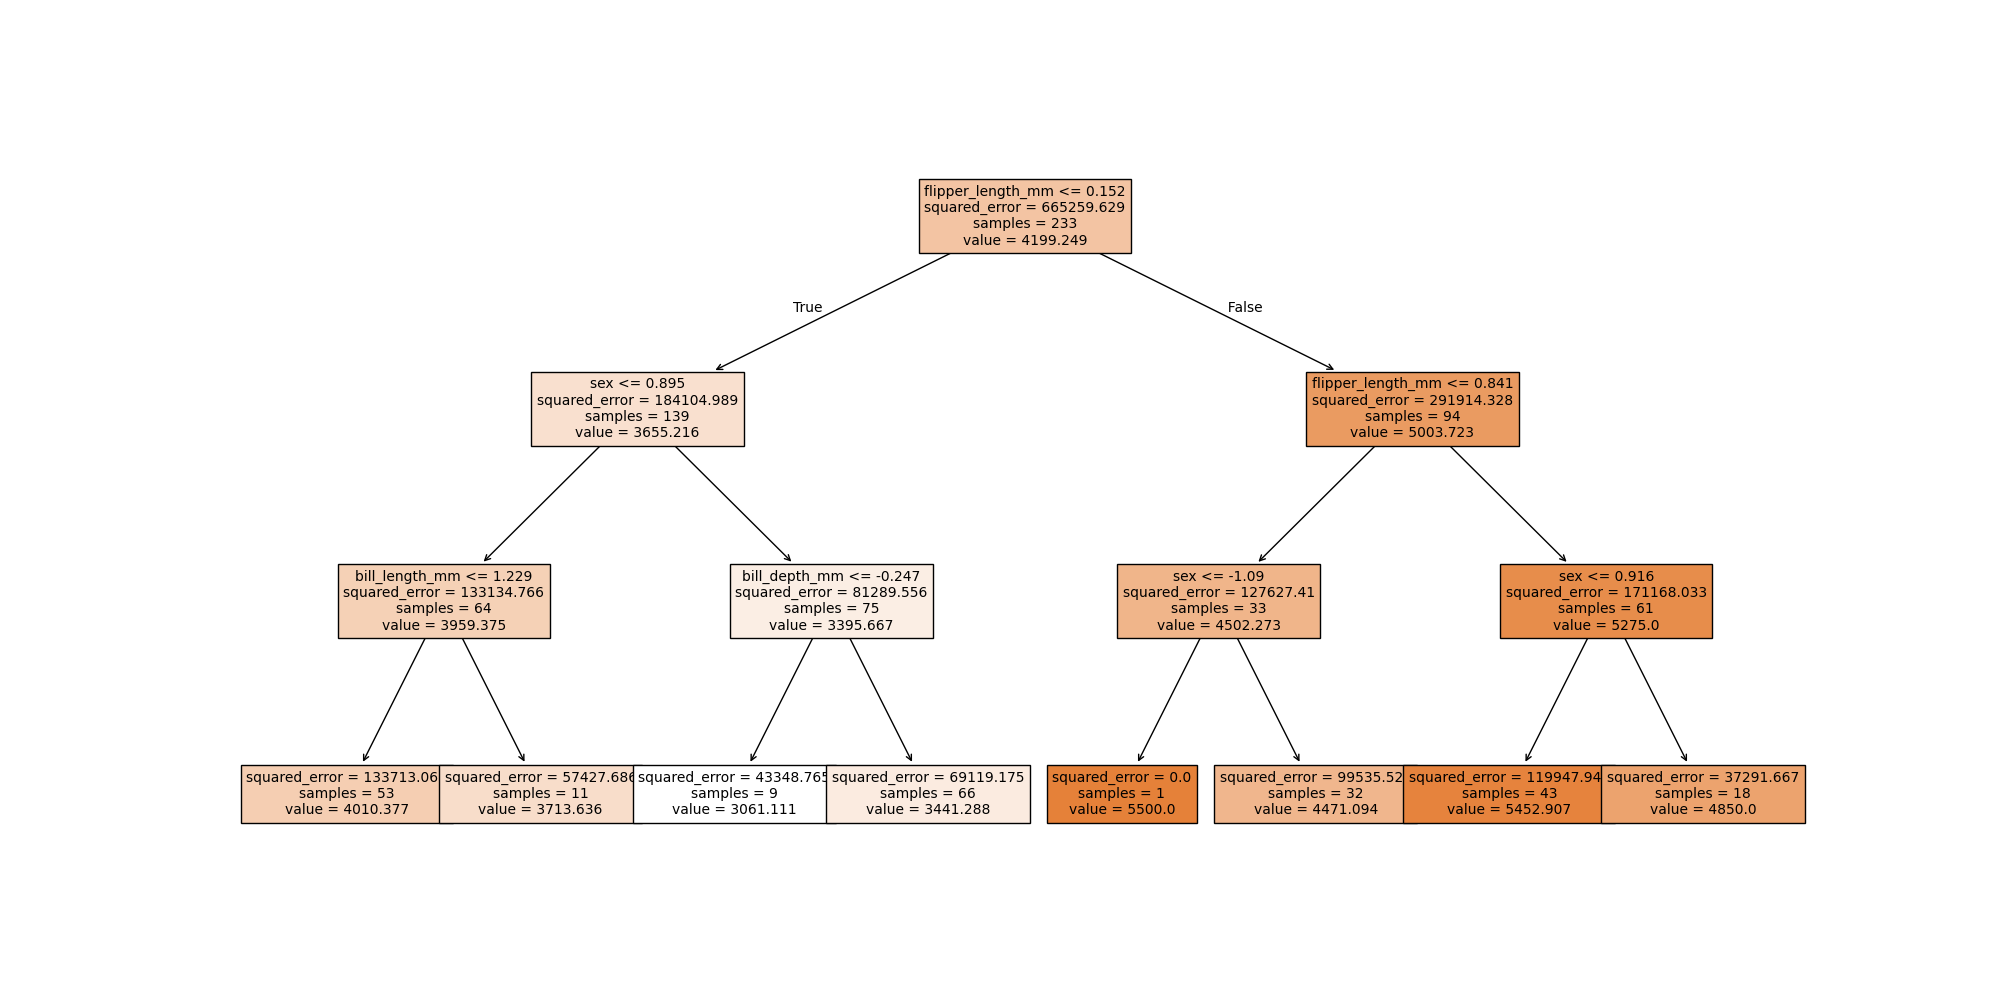 flipper_length_mm <= 0.152
squared_error = 665259.629
samples = 233
value = 4199.249
True
False
sex <= 0.895
squared_error = 184104.989
samples = 139
value = 3655.216
flipper_length_mm <= 0.841
squared_error = 291914.328
samples = 94
value = 5003.723
bill_length_mm <= 1.229
squared_error = 133134.766
samples = 64
value = 3959.375
bill_depth_mm <= -0.247
squared_error = 81289.556
samples = 75
value = 3395.667
sex <= -1.09
squared_error = 127627.41
samples = 33
value = 4502.273
sex <= 0.916
squared_error = 171168.033
samples = 61
value = 5275.0
squared_error = 133713.06
samples = 53
value = 4010.377
squared_error = 57427.686
samples = 11
value = 3713.636
squared_error = 43348.765
samples = 9
value = 3061.111
squared_error = 69119.175
samples = 66
value = 3441.288
squared_error = 0.0
samples = 1
value = 5500.0
squared_error = 99535.52
samples = 32
value = 4471.094
squared_error = 119947.94
samples = 43
value = 5452.907
squared_error = 37291.667
samples = 18
value = 4850.0